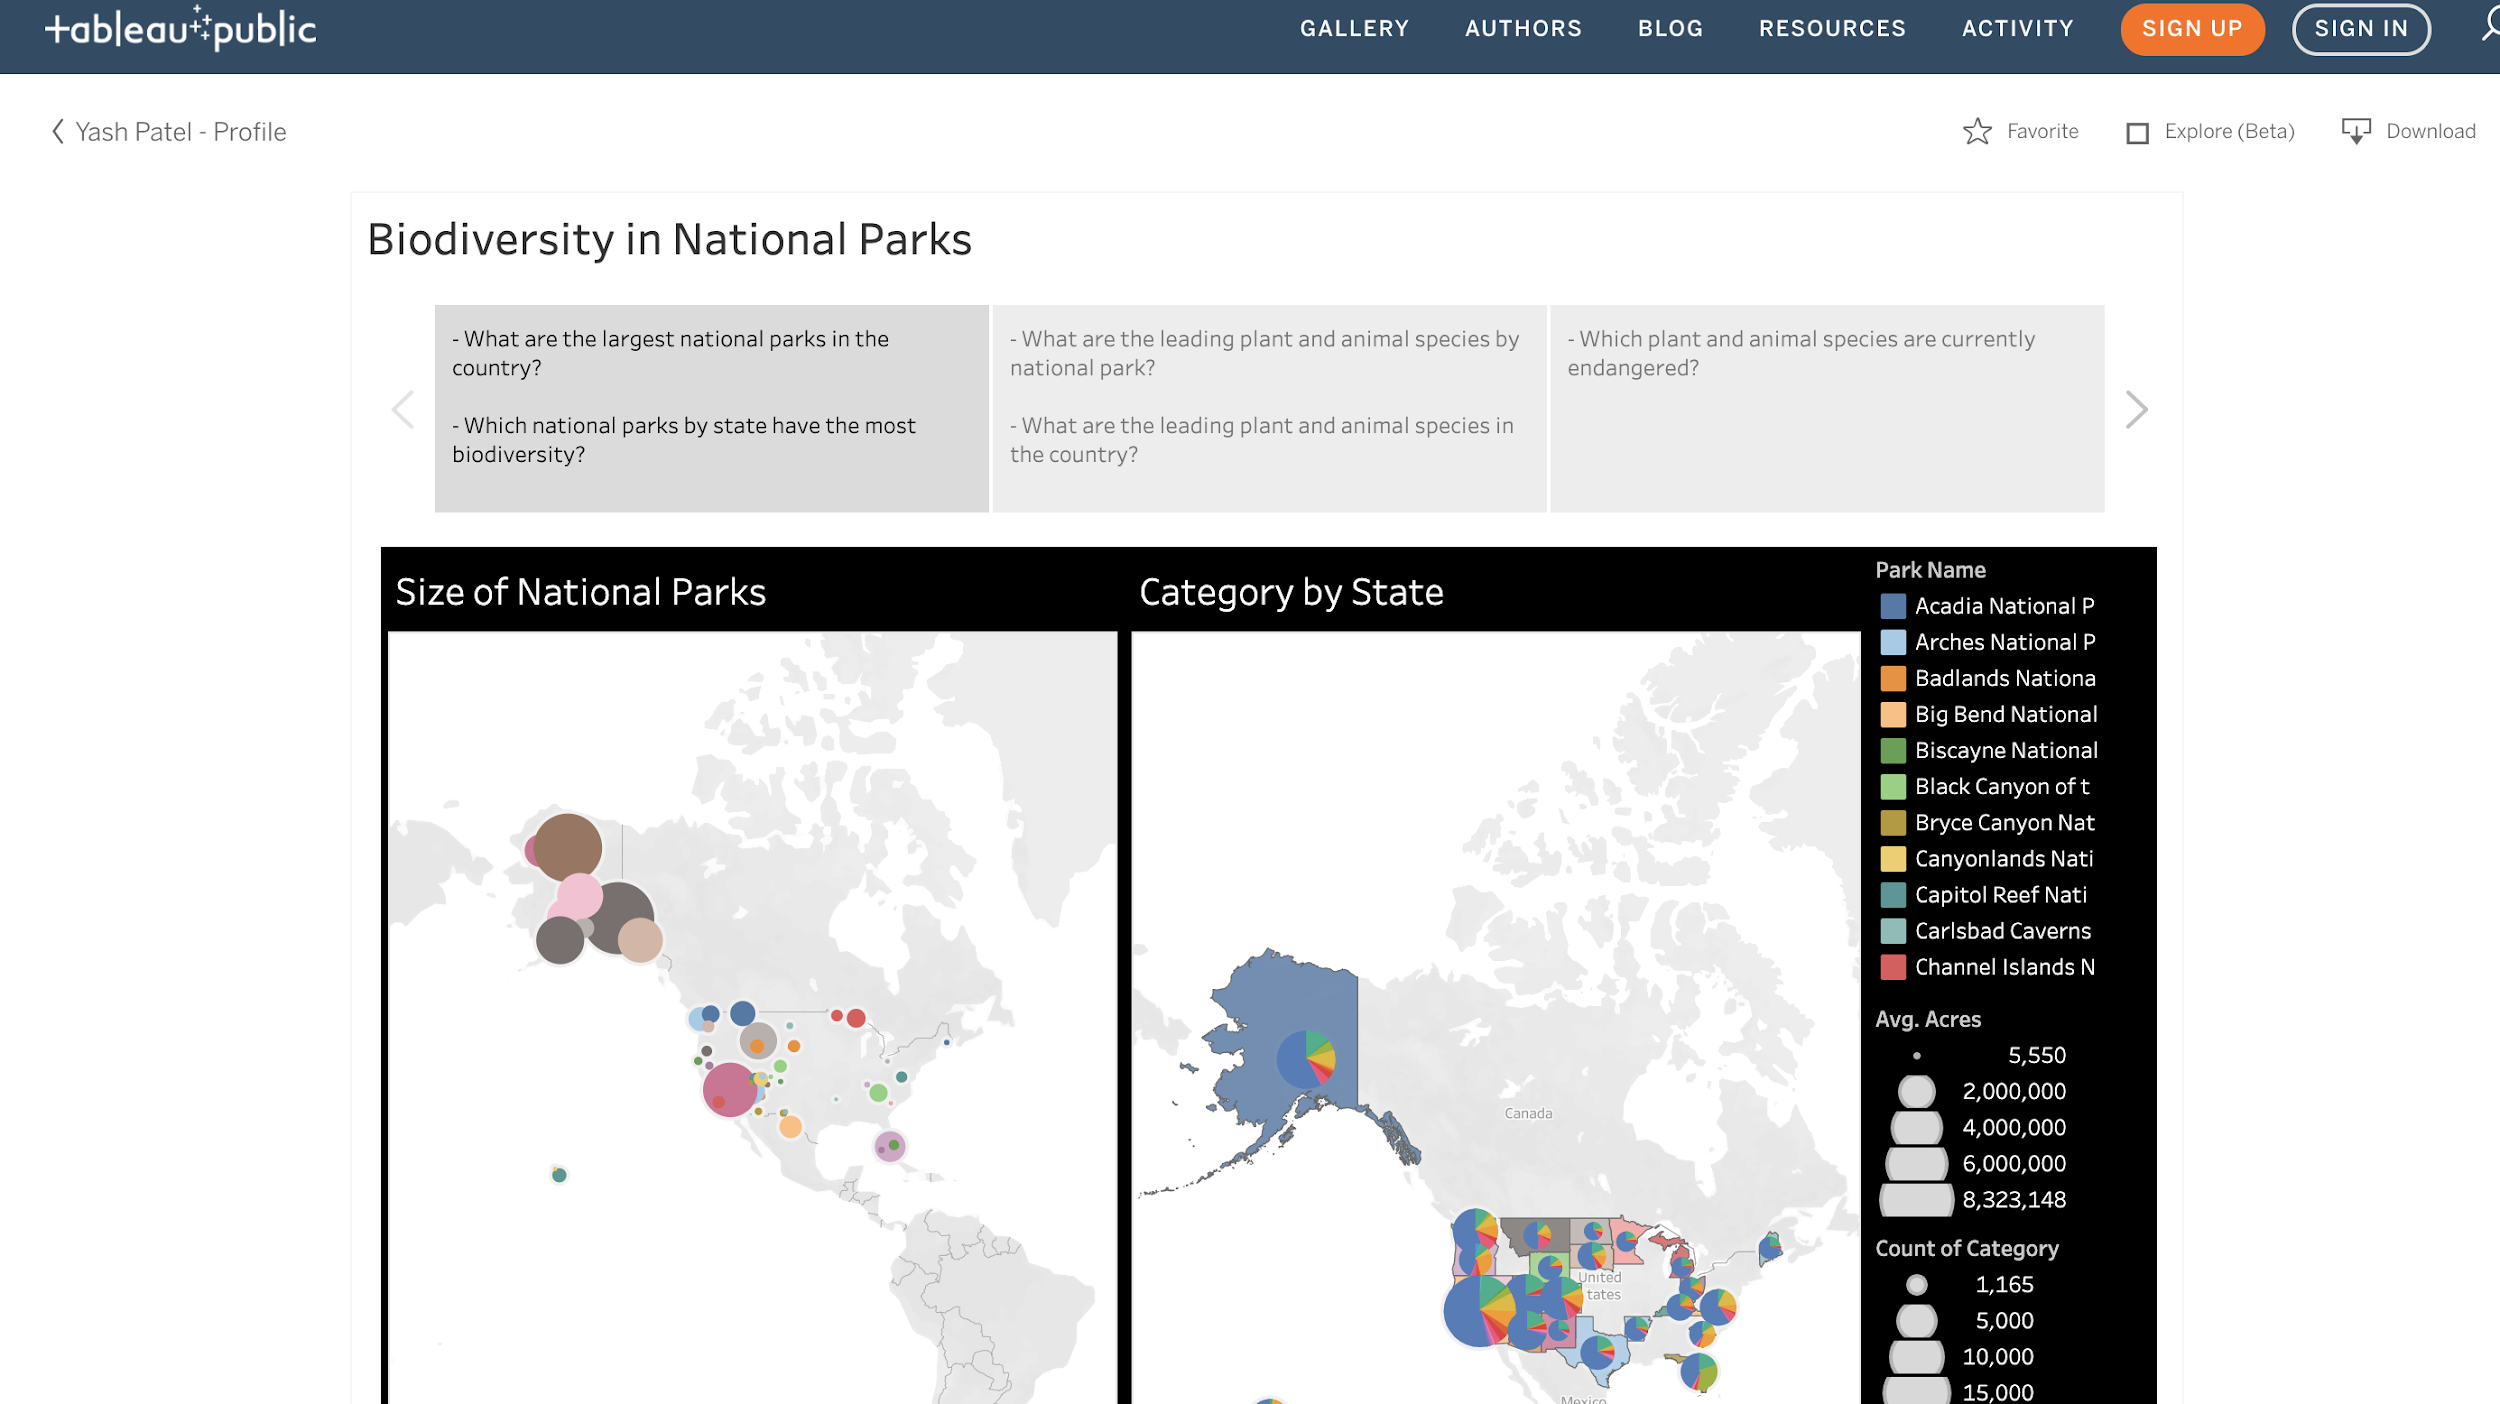 tableau public
GALLERY
AUTHORS
BLOG
RESOURCES
ACTIVITY
SIGN UP
SIGN IN
Yash Patel - Profile
Favorite
Explore (Beta)
Download
Biodiversity in National Parks
- What are the largest national parks in the
country?
- Which national parks by state have the most
biodiversity?
- What are the leading plant and animal species by
national park?
- What are the leading plant and animal species in
the country?
- Which plant and animal species are currently
endangered?
Size of National Parks
Category by State
Canada
United
tates
Mexico
Park Name
Acadia National P
Arches National P
Badlands Nationa
Big Bend National
Biscayne National
Black Canyon of t
Bryce Canyon Nat
Canyonlands Nati
Capitol Reef Nati
Carlsbad Caverns
Channel Islands N
Avg. Acres
5,550
2,000,000
4,000,000
6,000,000
8,323,148
Count of Category
1,165
5,000
10,000
15,000